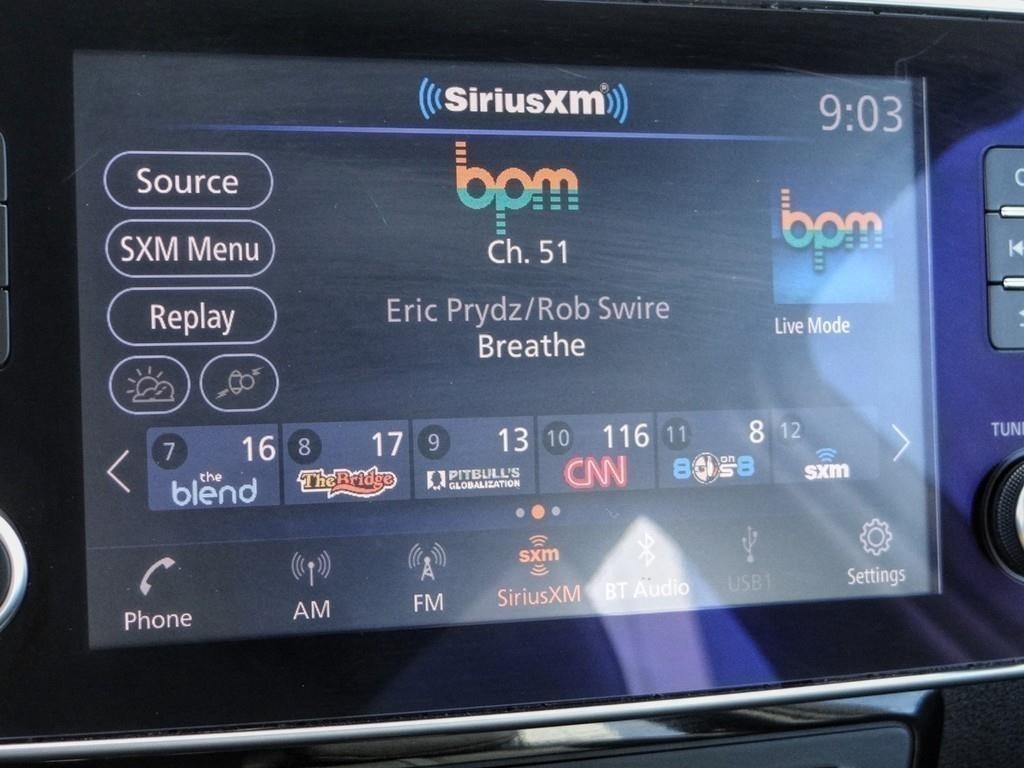 SiriusXM
9:03
Source
SXM Menu
Replay
bpm
Ch. 51
Eric Prydz/Rob Swire
Breathe
bpm
Live Mode
7 16
the
blend
8 17
The Bridge
9 13
PITBULL'S
GLOBALIZATION
10 116
CNN
11 8
80s on 8
12
sxm
Phone
AM
FM
sxm
SiriusXM
BT Audio
USB1
Settings
TUNE